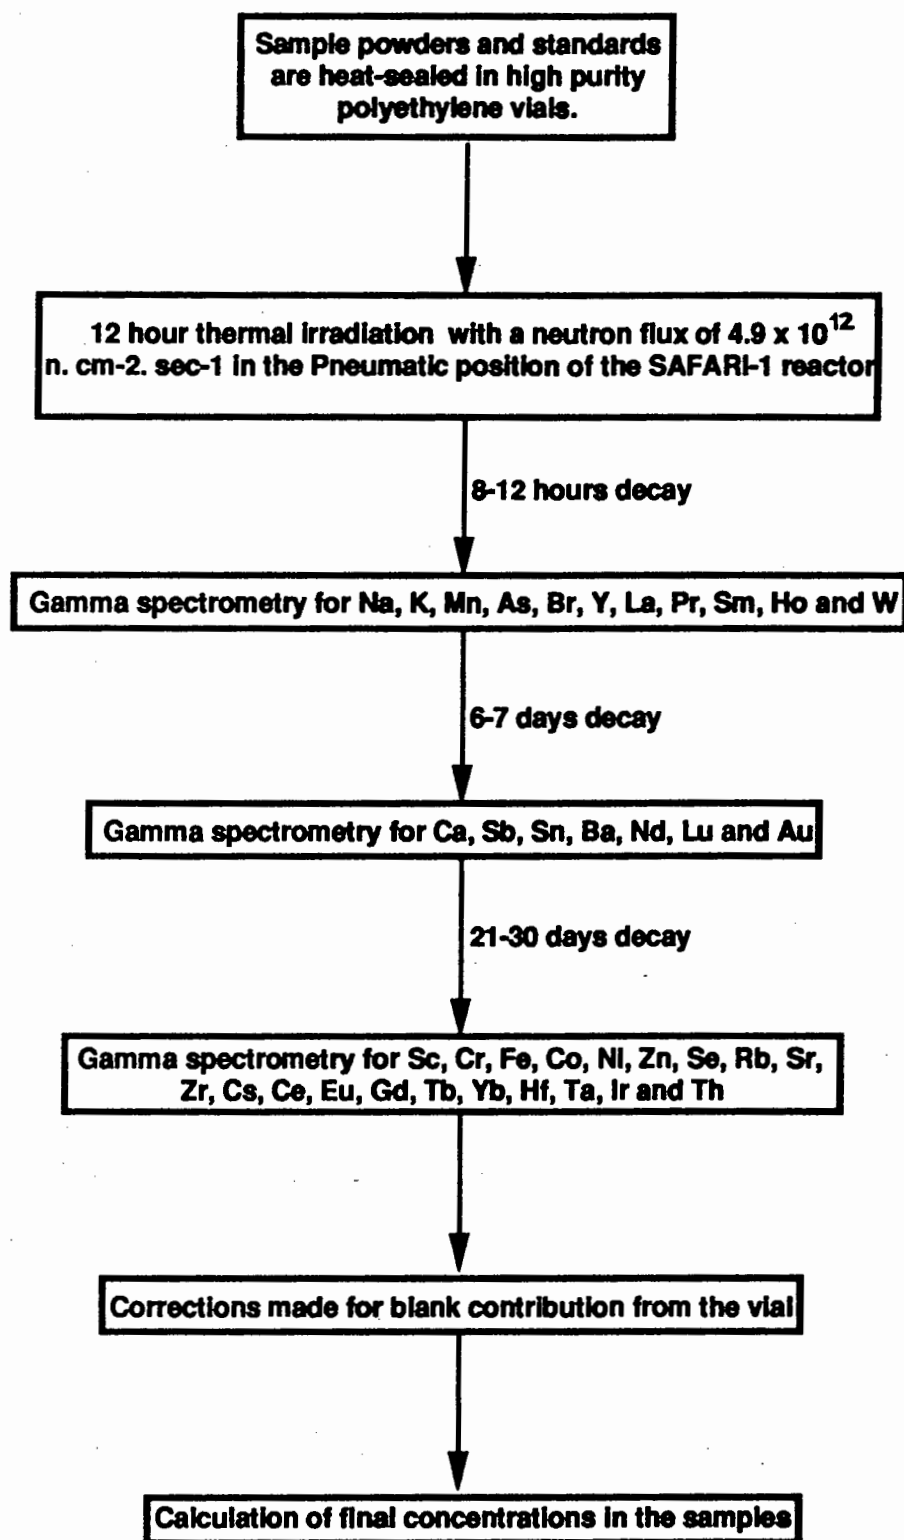 Sample powders and standards
are heat-sealed in high purity
polyethylene vials.
12 hour thermal irradiation with a neutron flux of 4.9 x 10¹²
n. cm-2. sec-1 in the Pneumatic position of the SAFARI-1 reactor
8-12 hours decay
Gamma spectrometry for Na, K, Mn, As, Br, Y, La, Pr, Sm, Ho and W
6-7 days decay
Gamma spectrometry for Ca, Sb, Sn, Ba, Nd, Lu and Au
21-30 days decay
Gamma spectrometry for Sc, Cr, Fe, Co, Ni, Zn, Se, Rb, Sr,
Zr, Cs, Ce, Eu, Gd, Tb, Yb, Hf, Ta, Ir and Th
Corrections made for blank contribution from the vial
Calculation of final concentrations in the samples